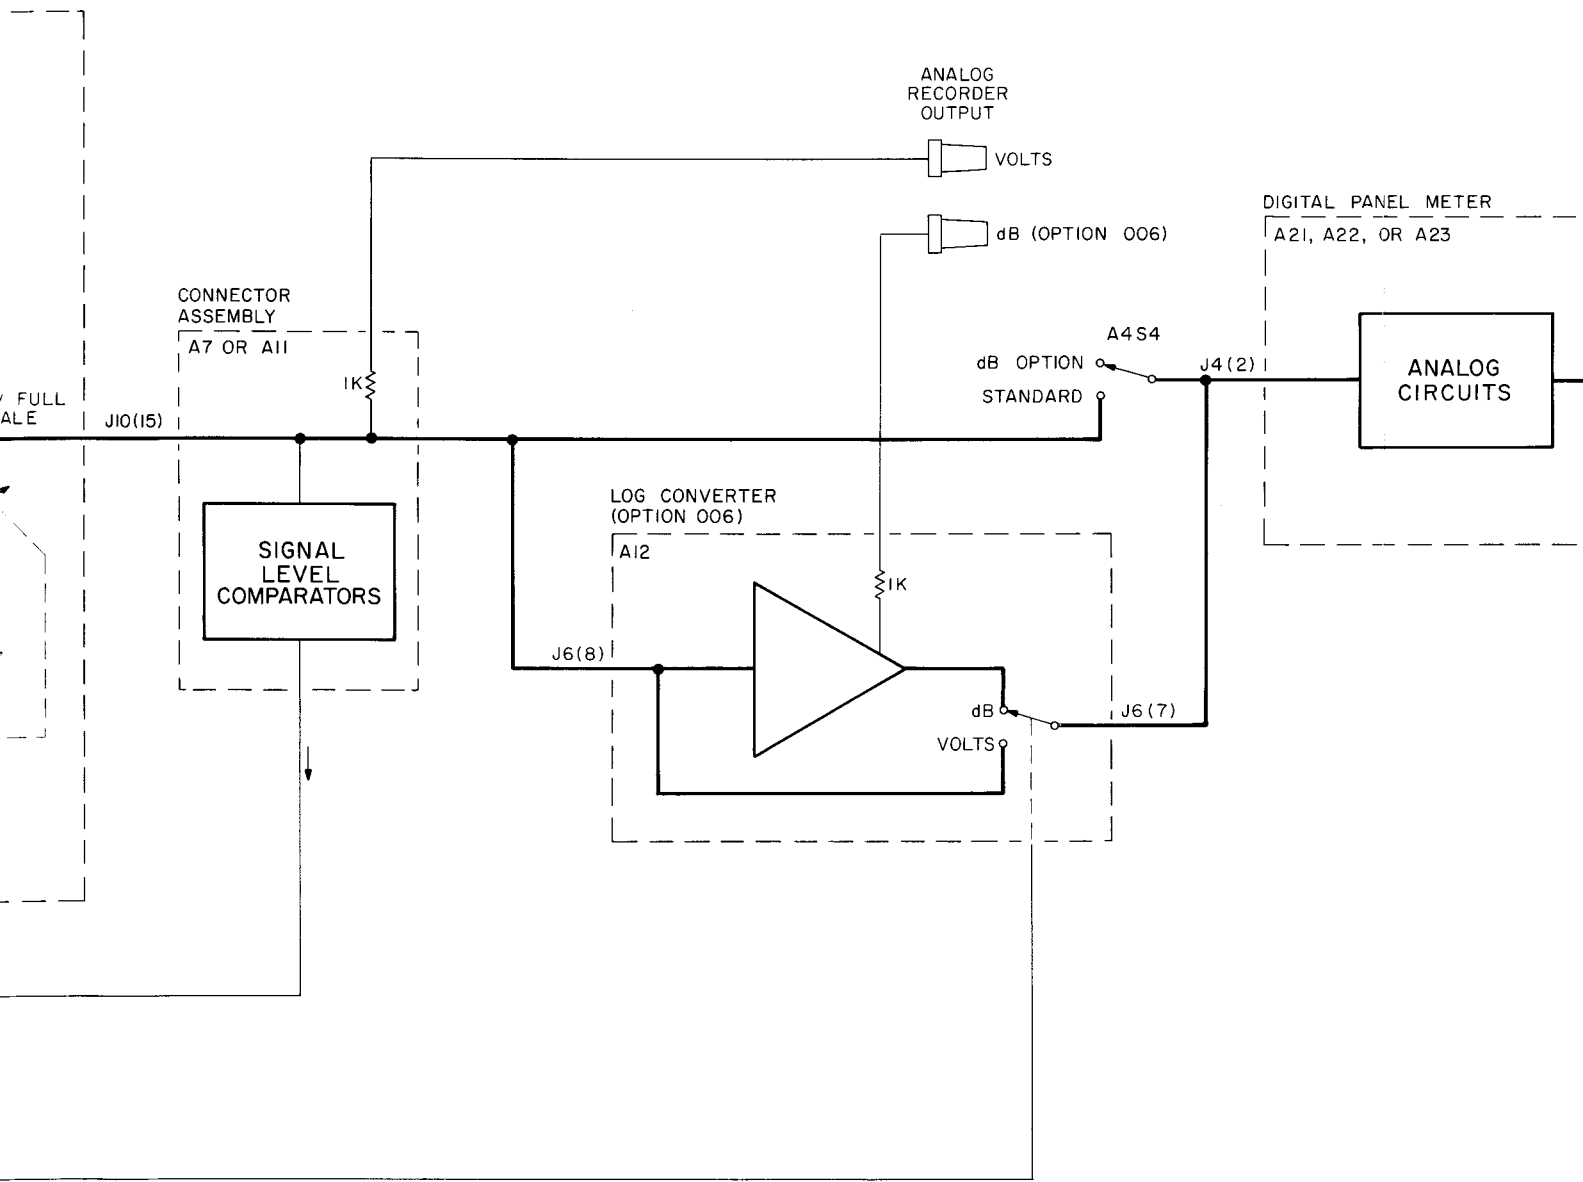 ANALOG
RECORDER
OUTPUT
VOLTS
dB (OPTION 006)
DIGITAL PANEL METER
A21, A22, OR A23
CONNECTOR
ASSEMBLY
A7 OR A11
1K
A4S4
dB OPTION
STANDARD
J4(2)
ANALOG
CIRCUITS
FULL
ALE
J10(15)
LOG CONVERTER
(OPTION 006)
A12
SIGNAL
LEVEL
COMPARATORS
1K
J6(8)
dB
VOLTS
J6(7)